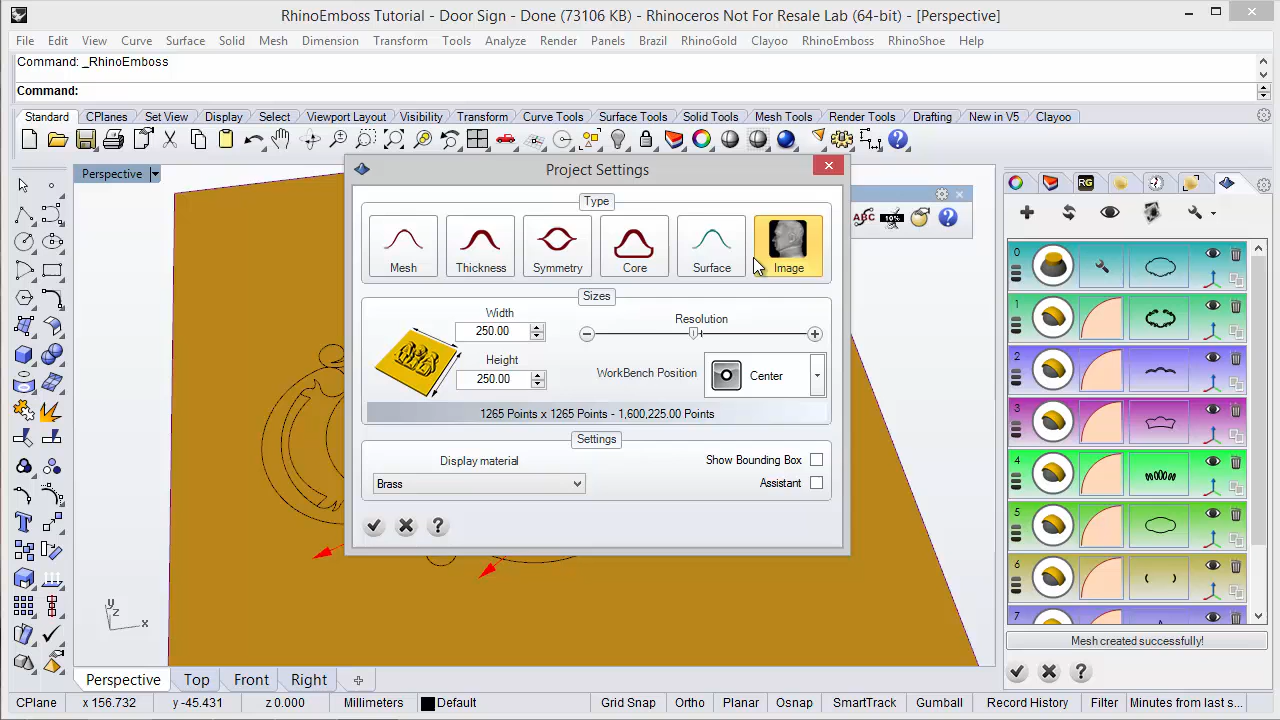 RhinoEmboss Tutorial - Door Sign - Done (73106 KB) - Rhinoceros Not For Resale Lab (64-bit) - [Perspective]
File Edit View Curve Surface Solid Mesh Dimension Transform Tools Analyze Render Panels Brazil RhinoGold Clayoo RhinoEmboss RhinoShoe Help
Command: _RhinoEmboss
Command:
Standard CPlanes Set View Display Select Viewport Layout Visibility Transform Curve Tools Surface Tools Solid Tools Mesh Tools Render Tools Drafting New in V5 Clayoo
Perspective
Project Settings
Type
Mesh Thickness Symmetry Core Surface Image
ABC 10%
RG
Sizes
Width
250.00
Resolution
Height
250.00
WorkBench Position Center
1265 Points x 1265 Points - 1,600,225.00 Points
Settings
Display material
Brass
Show Bounding Box
Assistant
0
1
2
3
4
5
6
7
Mesh created successfully!
y
z
x
Perspective Top Front Right
CPlane x 156.732 y -45.431 z 0.000 Millimeters Default Grid Snap Ortho Planar Osnap SmartTrack Gumball Record History Filter Minutes from last s...